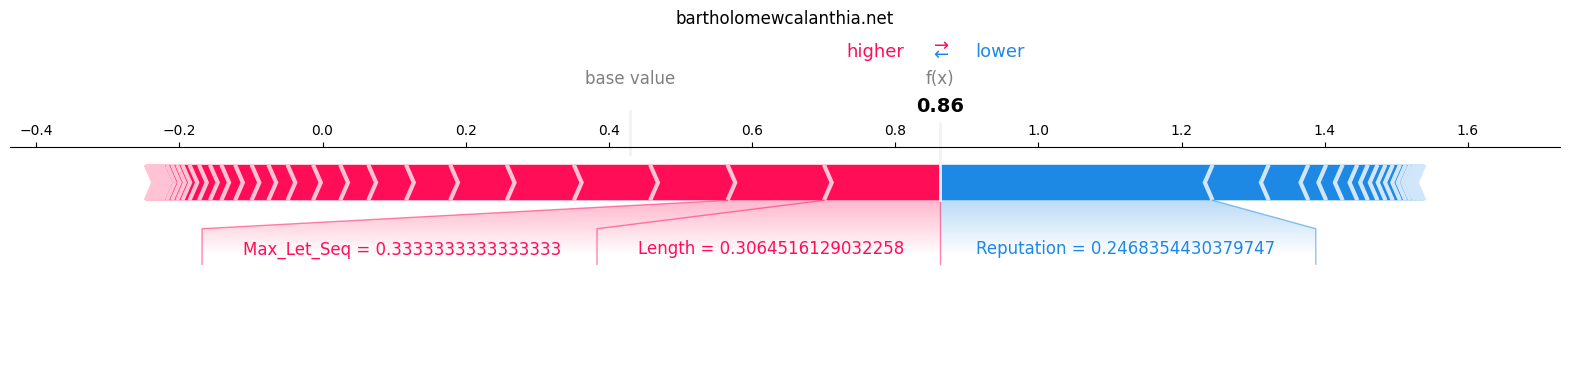 bartholomewcalanthia.net
higher ⇄ lower
base value f(x)
0.86
−0.4 −0.2 0.0 0.2 0.4 0.6 0.8 1.0 1.2 1.4 1.6
Max_Let_Seq = 0.3333333333333333 Length = 0.3064516129032258 Reputation = 0.2468354430379747